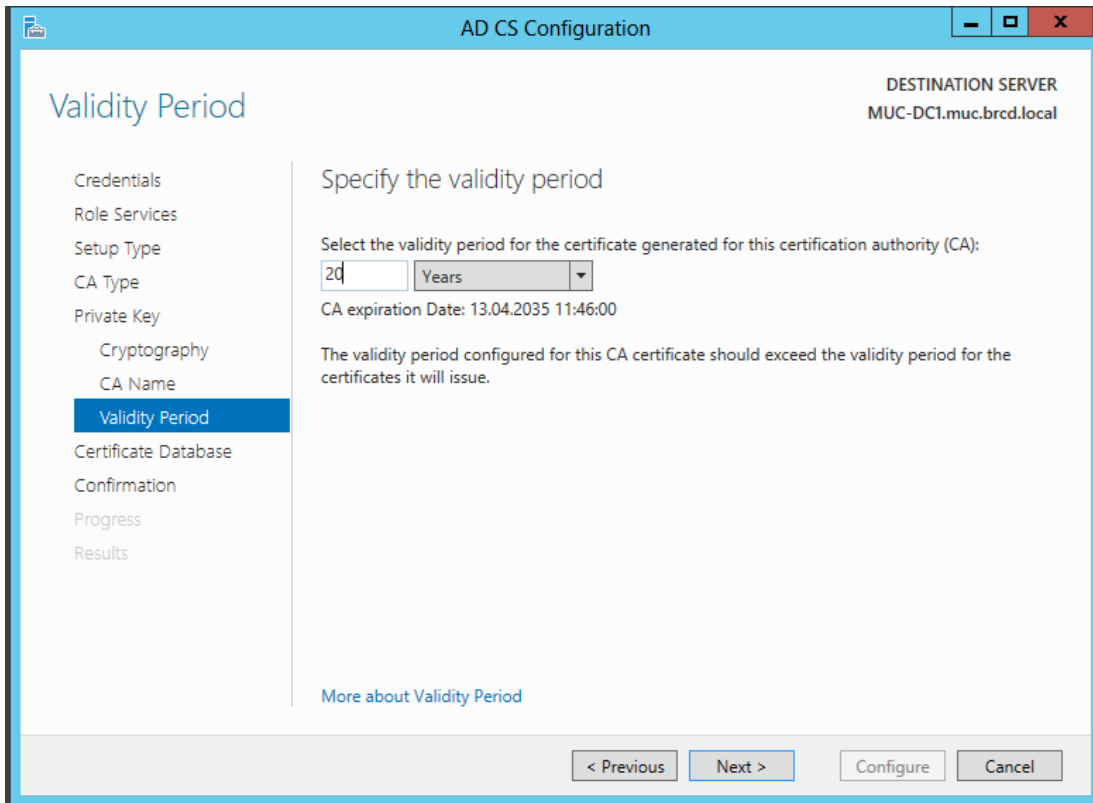 AD CS Configuration
Validity Period
DESTINATION SERVER
MUC-DC1.muc.brcd.local
Credentials
Role Services
Setup Type
CA Type
Private Key
Cryptography
CA Name
Validity Period
Certificate Database
Confirmation
Progress
Results
Specify the validity period
Select the validity period for the certificate generated for this certification authority (CA):
20 Years
CA expiration Date: 13.04.2035 11:46:00
The validity period configured for this CA certificate should exceed the validity period for the
certificates it will issue.
More about Validity Period
< Previous Next > Configure Cancel